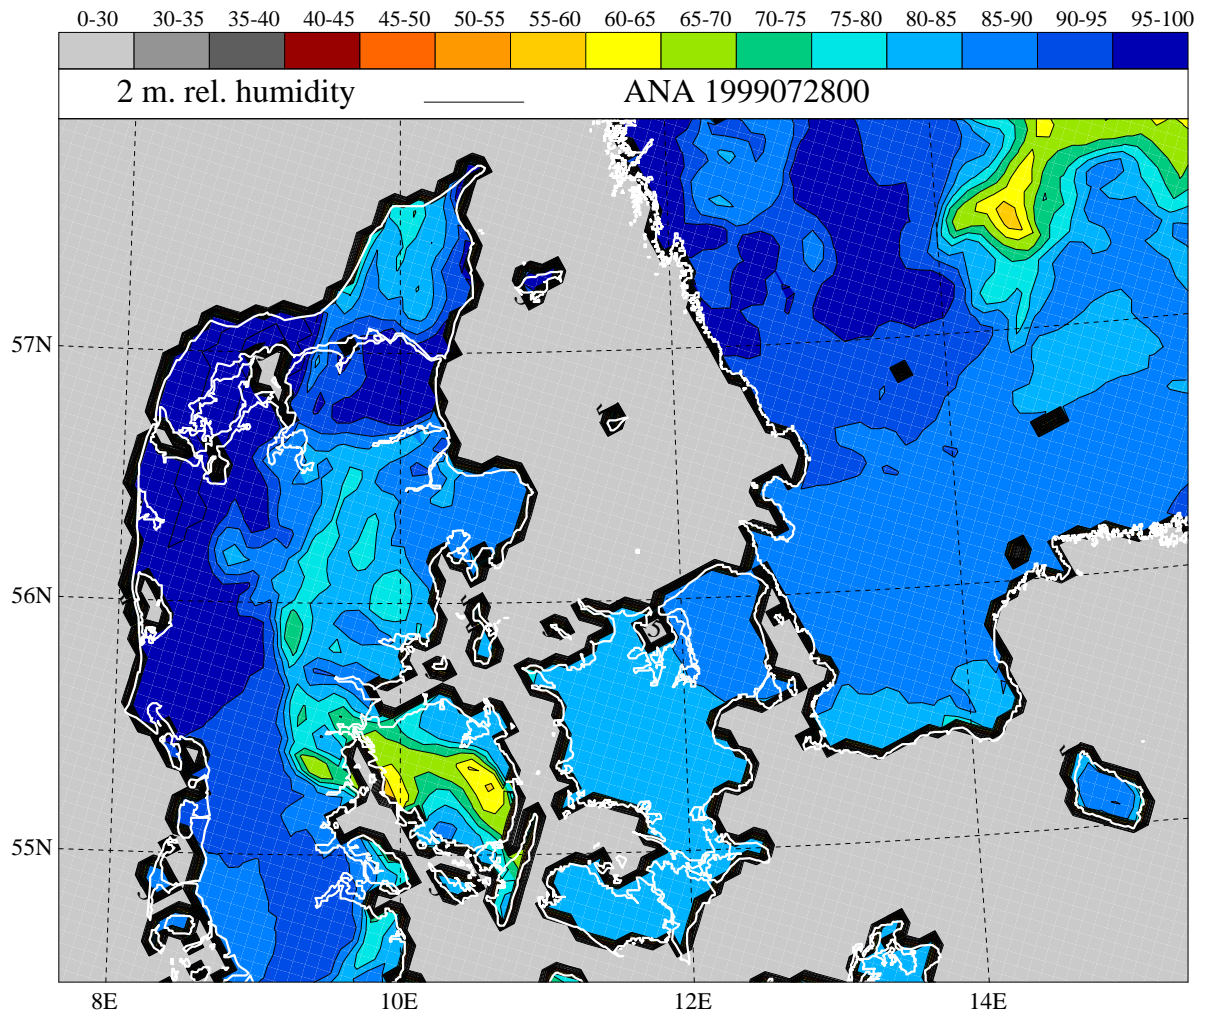 0-30 30-35 35-40 40-45 45-50 50-55 55-60 60-65 65-70 70-75 75-80 80-85 85-90 90-95 95-100
2 m. rel. humidity ANA 1999072800
57N
56N
55N
8E 10E 12E 14E